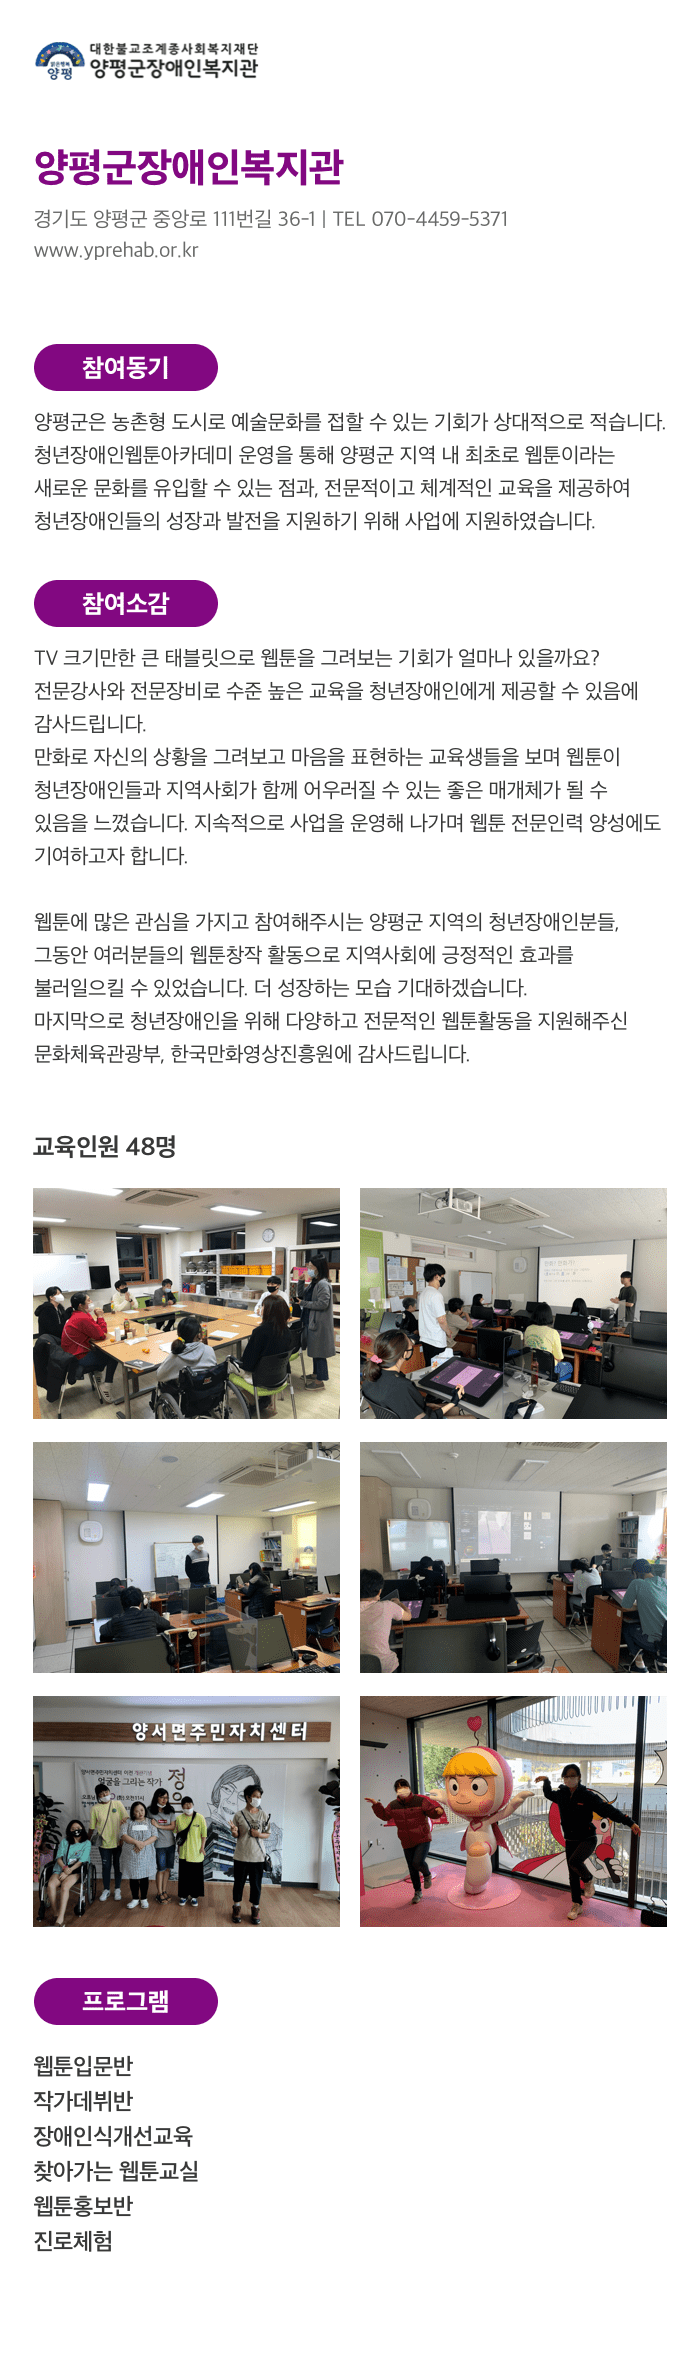 대한불교조계종사회복지재단
맑은행복
양평
양평군장애인복지관
양평군장애인복지관
경기도 양평군 중앙로 111번길 36-1 | TEL 070-4459-5371
www.yprehab.or.kr
참여동기
양평군은 농촌형 도시로 예술문화를 접할 수 있는 기회가 상대적으로 적습니다.
청년장애인웹툰아카데미 운영을 통해 양평군 지역 내 최초로 웹툰이라는
새로운 문화를 유입할 수 있는 점과, 전문적이고 체계적인 교육을 제공하여
청년장애인들의 성장과 발전을 지원하기 위해 사업에 지원하였습니다.
참여소감
TV 크기만한 큰 태블릿으로 웹툰을 그려보는 기회가 얼마나 있을까요?
전문강사와 전문장비로 수준 높은 교육을 청년장애인에게 제공할 수 있음에
감사드립니다.
만화로 자신의 상황을 그려보고 마음을 표현하는 교육생들을 보며 웹툰이
청년장애인들과 지역사회가 함께 어우러질 수 있는 좋은 매개체가 될 수
있음을 느꼈습니다. 지속적으로 사업을 운영해 나가며 웹툰 전문인력 양성에도
기여하고자 합니다.
웹툰에 많은 관심을 가지고 참여해주시는 양평군 지역의 청년장애인분들,
그동안 여러분들의 웹툰창작 활동으로 지역사회에 긍정적인 효과를
불러일으킬 수 있었습니다. 더 성장하는 모습 기대하겠습니다.
마지막으로 청년장애인을 위해 다양하고 전문적인 웹툰활동을 지원해주신
문화체육관광부, 한국만화영상진흥원에 감사드립니다.
교육인원 48명
양서면주민자치센터
양서면주민자치센터 이전 개관기념
얼굴을 그리는 작가
정은
프로그램
웹툰입문반
작가데뷔반
장애인식개선교육
찾아가는 웹툰교실
웹툰홍보반
진로체험